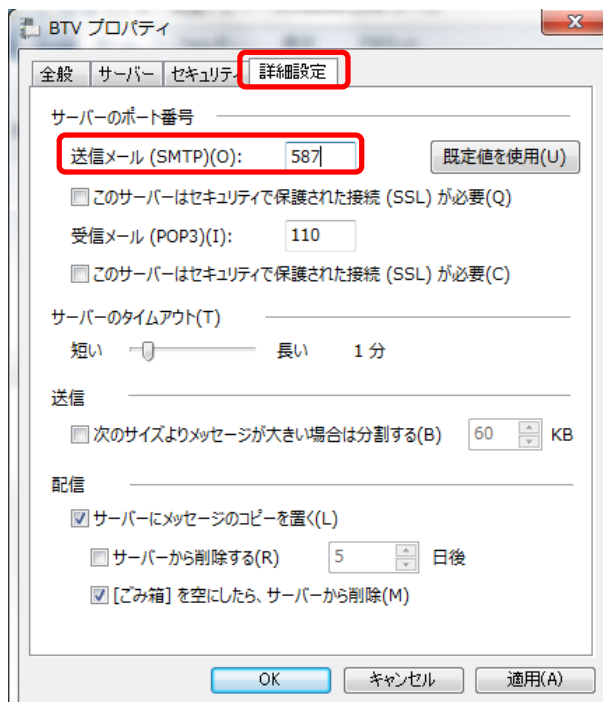 BTV プロパティ
全般 サーバー セキュリティ 詳細設定
サーバーのポート番号
送信メール (SMTP)(O): 587 既定値を使用(U)
このサーバーはセキュリティで保護された接続 (SSL) が必要(Q)
受信メール (POP3)(I): 110
このサーバーはセキュリティで保護された接続 (SSL) が必要(C)
サーバーのタイムアウト(T)
短い 長い 1 分
送信
次のサイズよりメッセージが大きい場合は分割する(B) 60 KB
配信
サーバーにメッセージのコピーを置く(L)
サーバーから削除する(R) 5 日後
[ごみ箱] を空にしたら、サーバーから削除(M)
OK キャンセル 適用(A)